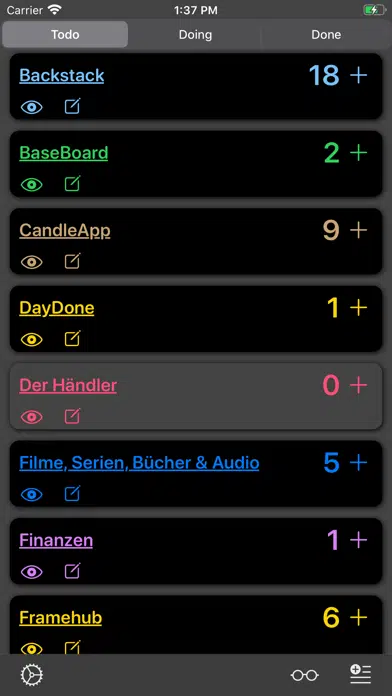 Carrier 1:37 PM
Todo Doing Done
Backstack 18 +
BaseBoard 2 +
CandleApp 9 +
DayDone 1 +
Der Händler 0 +
Filme, Serien, Bücher & Audio 5 +
Finanzen 1 +
Framehub 6 +